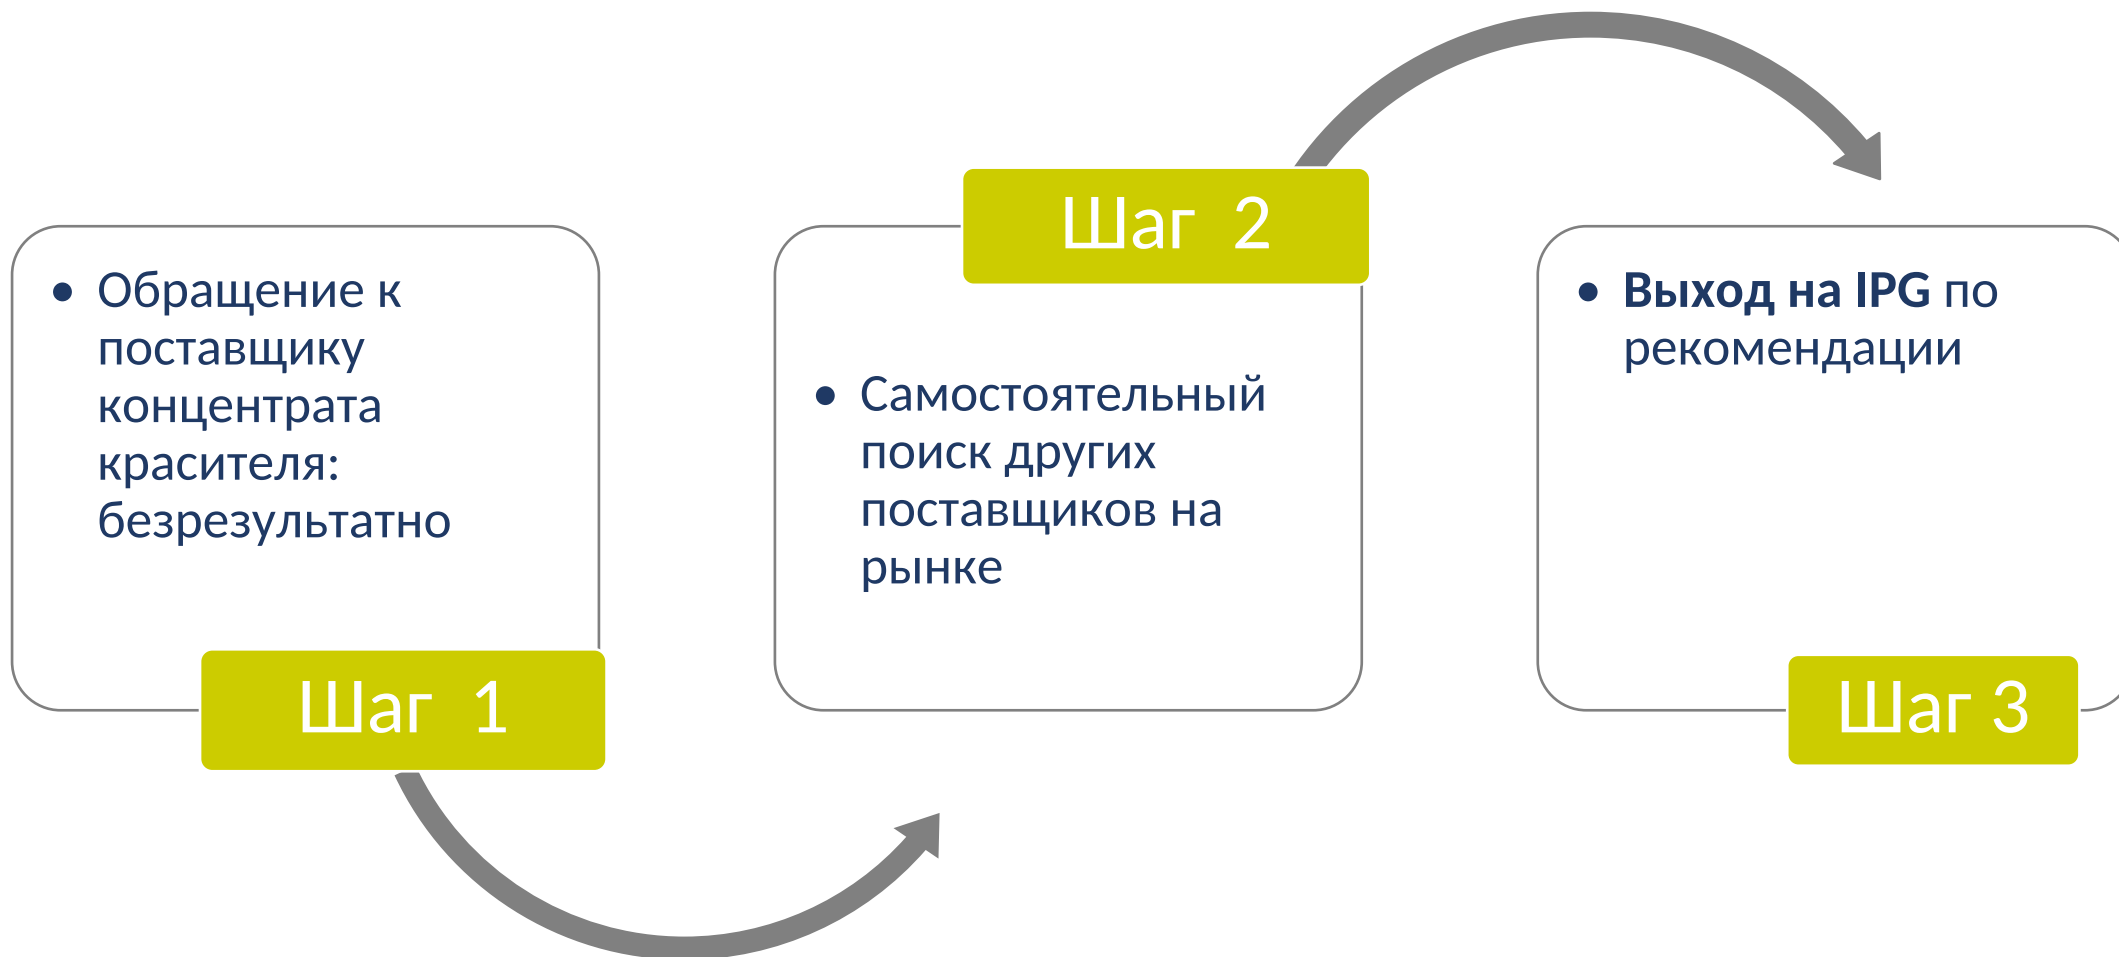 • Обращение к
поставщику
концентрата
красителя:
безрезультатно
Шаг 1
Шаг 2
• Самостоятельный
поиск других
поставщиков на
рынке
• Выход на IPG по
рекомендации
Шаг 3